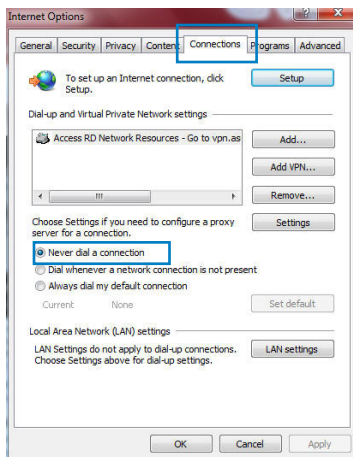 Internet Options
General Security Privacy Content Connections Programs Advanced
To set up an Internet connection, click
Setup.
Setup
Dial-up and Virtual Private Network settings
Access RD Network Resources - Go to vpn.as
Add...
Add VPN...
Remove...
Choose Settings if you need to configure a proxy
server for a connection.
Settings
Never dial a connection
Dial whenever a network connection is not present
Always dial my default connection
Current None
Set default
Local Area Network (LAN) settings
LAN Settings do not apply to dial-up connections.
Choose Settings above for dial-up settings.
LAN settings
OK Cancel Apply